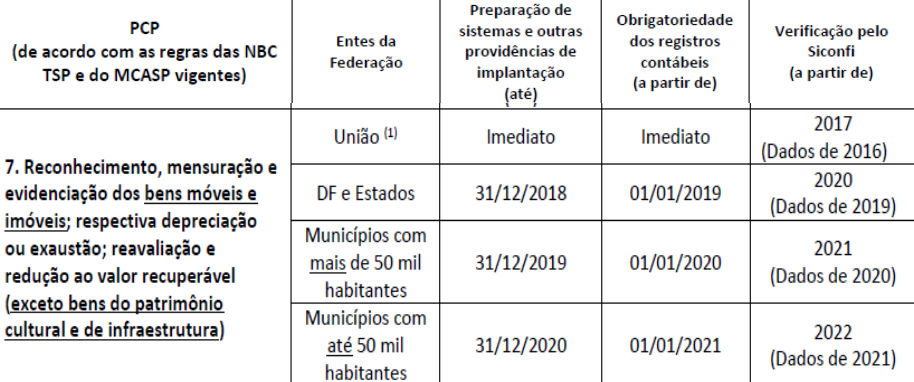 PCP
(de acordo com as regras das NBC
TSP e do MCASP vigentes)
Entes da
Federação
Preparação de
sistemas e outras
providências de
implantação
(até)
Obrigatoriedade
dos registros
contábeis
(a partir de)
Verificação pelo
Siconfi
(a partir de)
7. Reconhecimento, mensuração e
evidenciação dos bens móveis e
imóveis; respectiva depreciação
ou exaustão; reavaliação e
redução ao valor recuperável
(exceto bens do patrimônio
cultural e de infraestrutura)
União (1)
Imediato
Imediato
2017
(Dados de 2016)
DF e Estados
31/12/2018
01/01/2019
2020
(Dados de 2019)
Municípios com
mais de 50 mil
habitantes
31/12/2019
01/01/2020
2021
(Dados de 2020)
Municípios com
até 50 mil
habitantes
31/12/2020
01/01/2021
2022
(Dados de 2021)